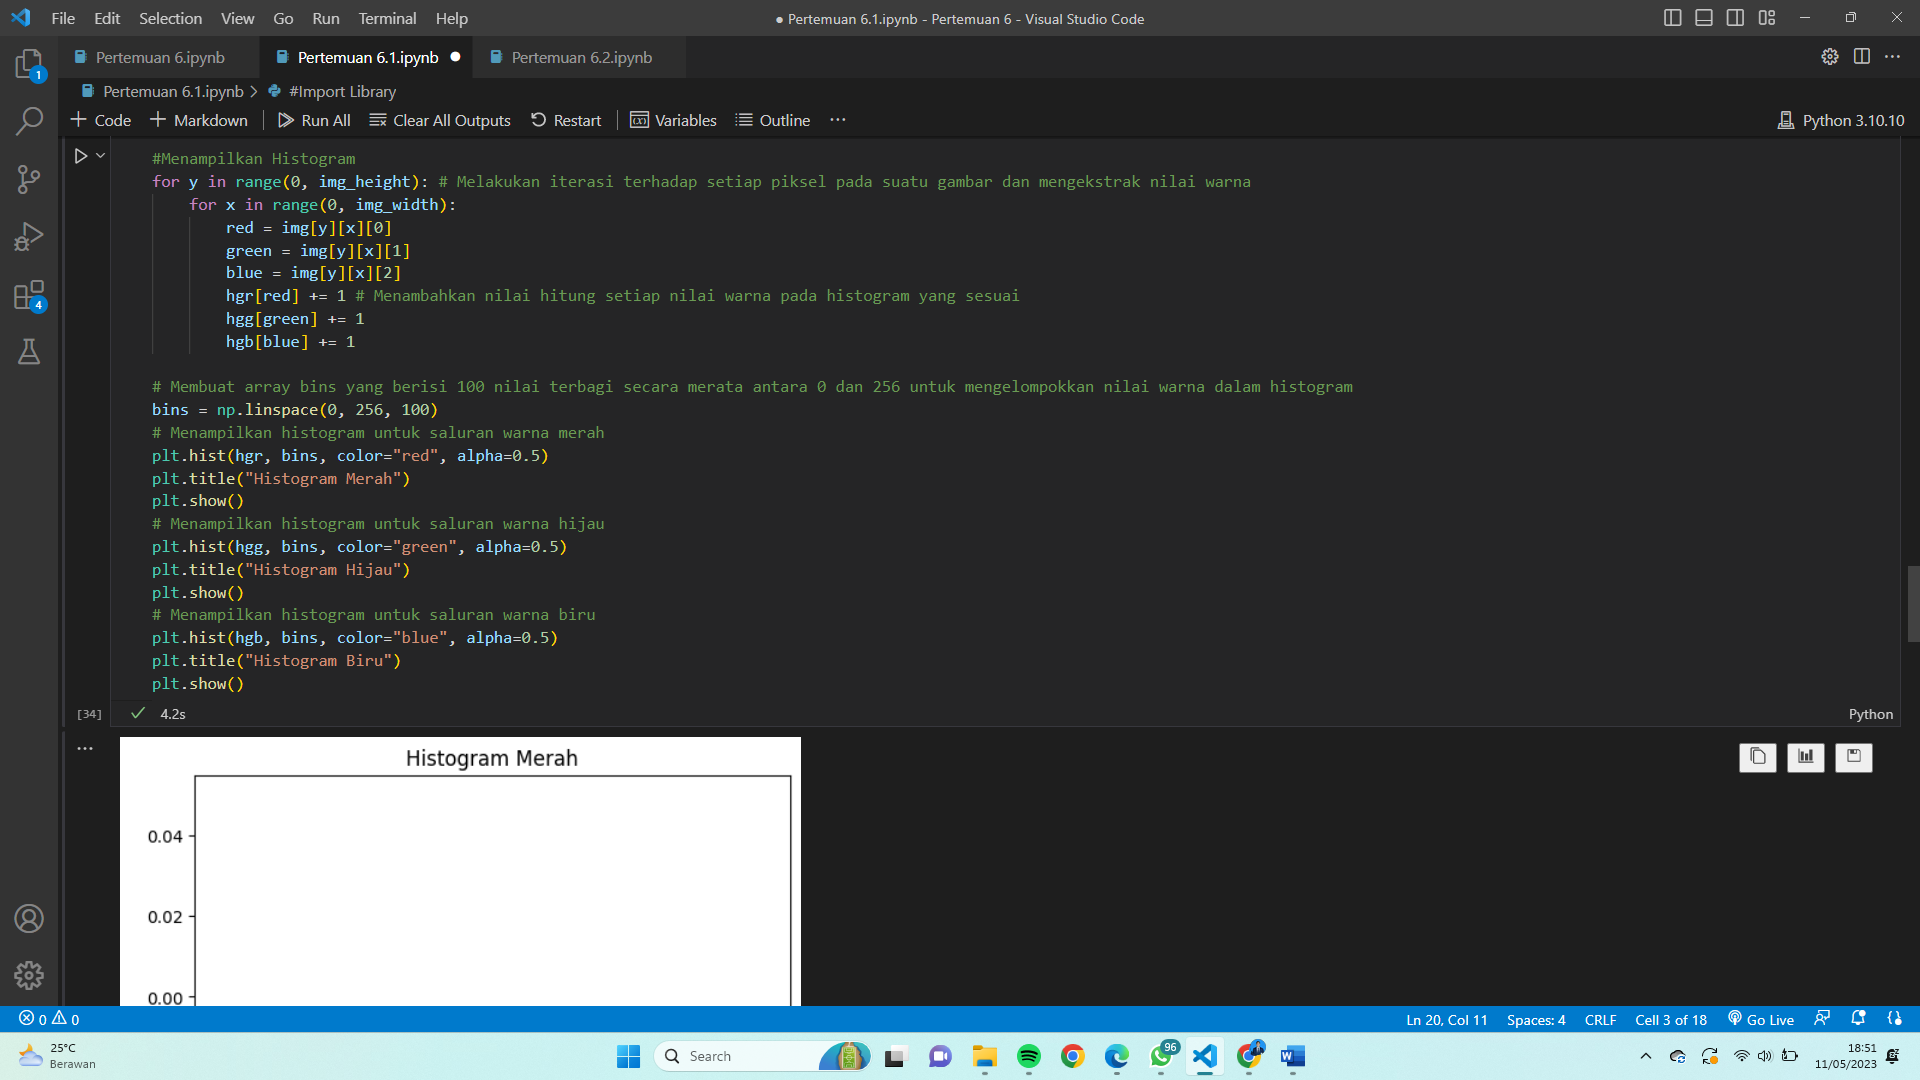 File Edit Selection View Go Run Terminal Help
● Pertemuan 6.1.ipynb - Pertemuan 6 - Visual Studio Code
Pertemuan 6.ipynb
Pertemuan 6.1.ipynb
Pertemuan 6.2.ipynb
Pertemuan 6.1.ipynb > #Import Library
+ Code + Markdown Run All Clear All Outputs Restart Variables Outline ... Python 3.10.10
#Menampilkan Histogram
for y in range(0, img_height): # Melakukan iterasi terhadap setiap piksel pada suatu gambar dan mengekstrak nilai warna
    for x in range(0, img_width):
        red = img[y][x][0]
        green = img[y][x][1]
        blue = img[y][x][2]
        hgr[red] += 1 # Menambahkan nilai hitung setiap nilai warna pada histogram yang sesuai
        hgg[green] += 1
        hgb[blue] += 1
# Membuat array bins yang berisi 100 nilai terbagi secara merata antara 0 dan 256 untuk mengelompokkan nilai warna dalam histogram
bins = np.linspace(0, 256, 100)
# Menampilkan histogram untuk saluran warna merah
plt.hist(hgr, bins, color="red", alpha=0.5)
plt.title("Histogram Merah")
plt.show()
# Menampilkan histogram untuk saluran warna hijau
plt.hist(hgg, bins, color="green", alpha=0.5)
plt.title("Histogram Hijau")
plt.show()
# Menampilkan histogram untuk saluran warna biru
plt.hist(hgb, bins, color="blue", alpha=0.5)
plt.title("Histogram Biru")
plt.show()
[34] 4.2s Python
Histogram Merah
0.04
0.02
0.00
1
4
0 0 Ln 20, Col 11 Spaces: 4 CRLF Cell 3 of 18 Go Live
25°C
Berawan
Search
96
18:51
11/05/2023